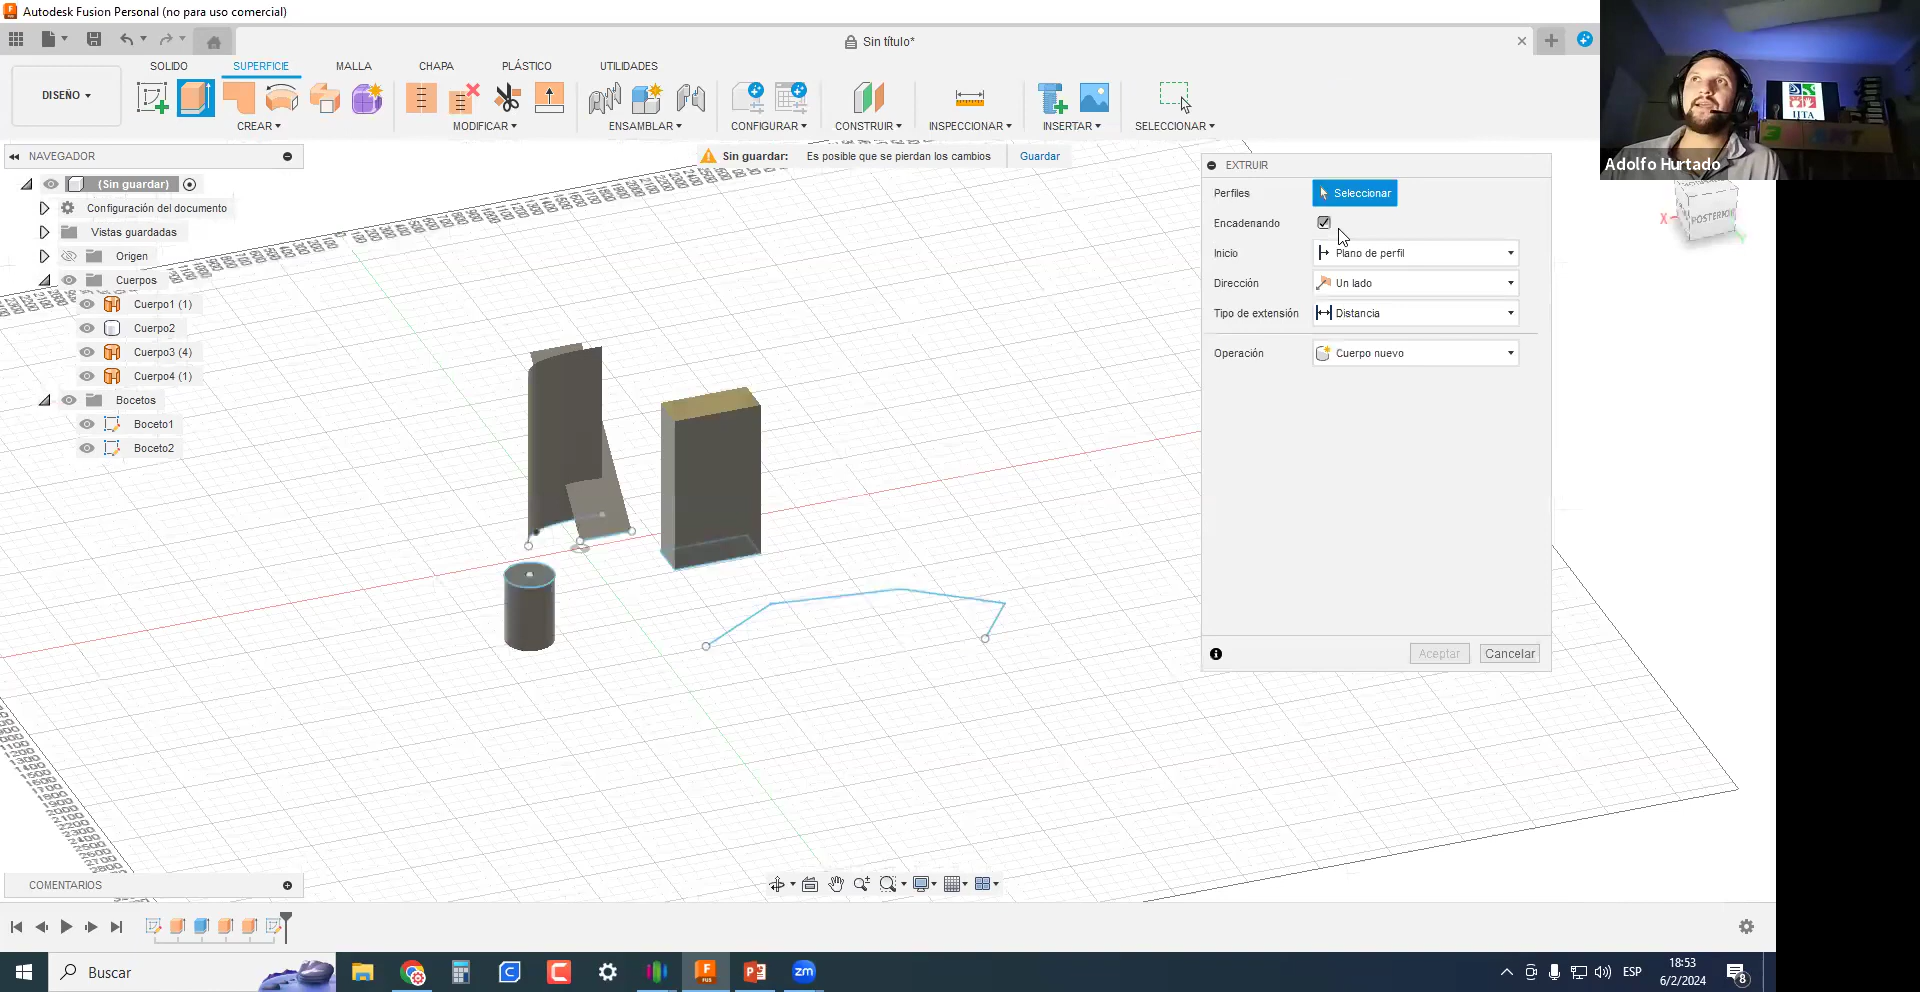 Autodesk Fusion Personal (no para uso comercial)
Sin título*
DISEÑO
SOLIDO
SUPERFICIE
MALLA
CHAPA
PLÁSTICO
UTILIDADES
CREAR
MODIFICAR
ENSAMBLAR
CONFIGURAR
CONSTRUIR
INSPECCIONAR
INSERTAR
SELECCIONAR
IJTA
Adolfo Hurtado
NAVEGADOR
Sin guardar:
Es posible que se pierdan los cambios
Guardar
(Sin guardar)
Configuración del documento
Vistas guardadas
Origen
Cuerpos
Cuerpo1 (1)
Cuerpo2
Cuerpo3 (4)
Cuerpo4 (1)
Bocetos
Boceto1
Boceto2
EXTRUIR
Perfiles
Seleccionar
Encadenando
Inicio
Plano de perfil
Dirección
Un lado
Tipo de extensión
Distancia
Operación
Cuerpo nuevo
Aceptar
Cancelar
X
POSTERIOR
Y
COMENTARIOS
Buscar
ESP
18:53
6/2/2024
8